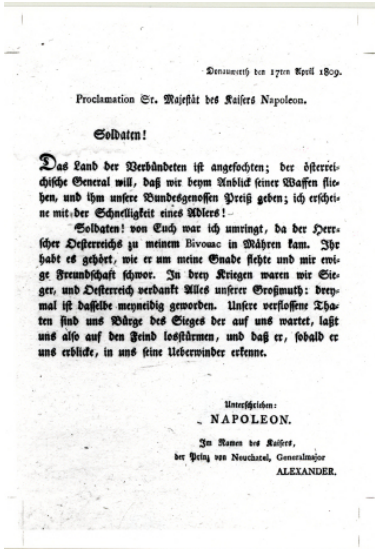 Donauwerth den 17ten April 1809.
Proclamation Sr. Majestät des Kaisers Napoleon.
Soldaten!
Das Land der Verbündeten ist angefochten; der österrei-
chische General will, daß wir beym Anblick seiner Waffen flie-
hen, und ihm unsere Bundesgenossen Preiß geben; ich erschei-
ne mit der Schnelligkeit eines Adlers!
Soldaten! von Euch war ich umringt, da der Herr-
scher Oesterreichs zu meinem Bivouac in Mähren kam. Ihr
habt es gehört, wie er um meine Gnade flehte und mir ewi-
ge Freundschaft schwor. In drey Kriegen waren wir Sie-
ger, und Oesterreich verdankt Alles unserer Großmuth: drey-
mal ist dasselbe meyneidig geworden. Unsere verflossene Tha-
ten sind uns Bürge des Sieges der auf uns wartet, laßt
uns also auf den Feind losstürmen, und daß er, sobald er
uns erblicke, in uns seine Ueberwinder erkenne.
Unterschrieben:
NAPOLEON.
Im Namen des Kaisers,
der Prinz von Neuchatel, Generalmajor
ALEXANDER.